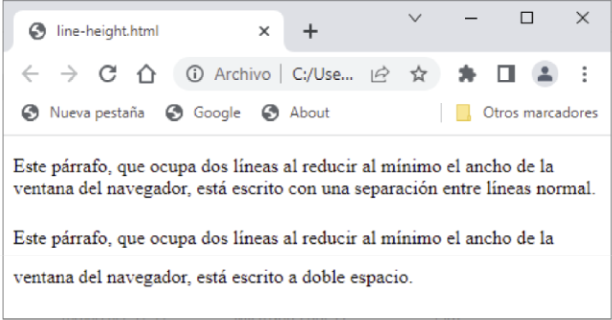 line-height.html
Archivo C:/Use...
Nueva pestaña Google About Otros marcadores
Este párrafo, que ocupa dos líneas al reducir al mínimo el ancho de la
ventana del navegador, está escrito con una separación entre líneas normal.
Este párrafo, que ocupa dos líneas al reducir al mínimo el ancho de la
ventana del navegador, está escrito a doble espacio.